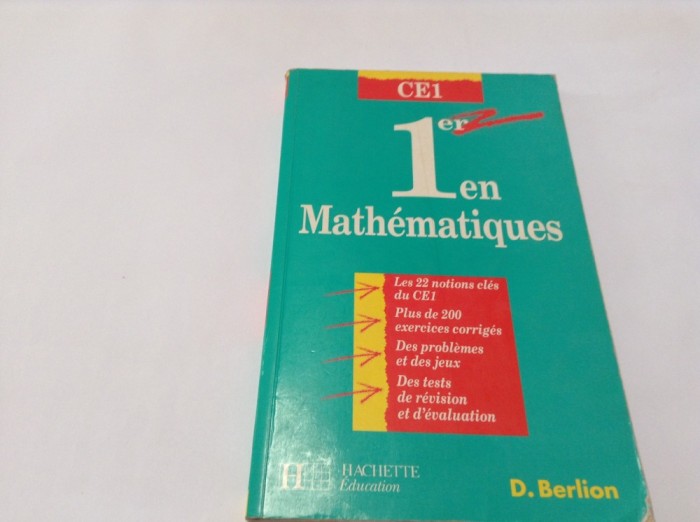 CE1
1er
en
Mathématiques
Les 22 notions clés
du CE1
Plus de 200
exercices corrigés
Des problèmes
et des jeux
Des tests
de révision
et d'évaluation
H HACHETTE
Éducation
D. Berlion